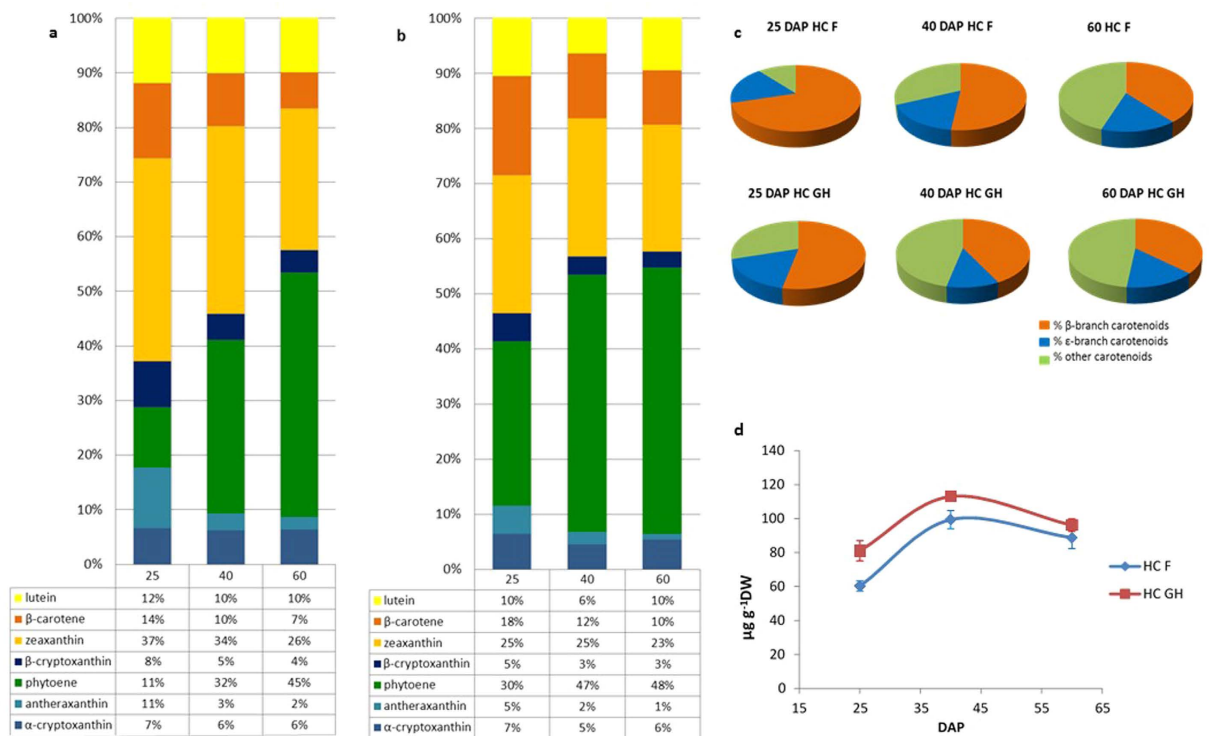 a
100%
90%
80%
70%
60%
50%
40%
30%
20%
10%
0%
25 40 60
lutein 12% 10% 10%
β-carotene 14% 10% 7%
zeaxanthin 37% 34% 26%
β-cryptoxanthin 8% 5% 4%
phytoene 11% 32% 45%
antheraxanthin 11% 3% 2%
α-cryptoxanthin 7% 6% 6%
b
100%
90%
80%
70%
60%
50%
40%
30%
20%
10%
0%
25 40 60
lutein 10% 6% 10%
β-carotene 18% 12% 10%
zeaxanthin 25% 25% 23%
β-cryptoxanthin 5% 3% 3%
phytoene 30% 47% 48%
antheraxanthin 5% 2% 1%
α-cryptoxanthin 7% 5% 6%
c
25 DAP HC F 40 DAP HC F 60 HC F
25 DAP HC GH 40 DAP HC GH 60 DAP HC GH
% β-branch carotenoids
% ε-branch carotenoids
% other carotenoids
d
140
120
100
80
60
40
20
0
µg g⁻¹DW
15 25 35 45 55 65
DAP
HC F
HC GH